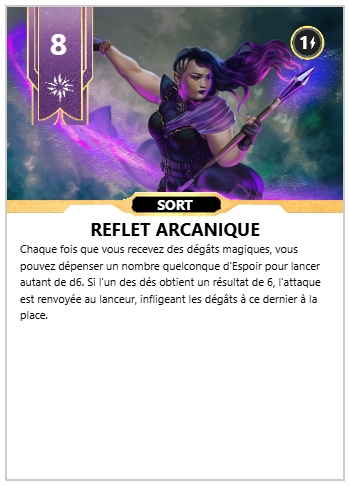 8
1
SORT
REFLET ARCANIQUE
Chaque fois que vous recevez des dégâts magiques, vous
pouvez dépenser un nombre quelconque d'Espoir pour lancer
autant de d6. Si l'un des dés obtient un résultat de 6, l'attaque
est renvoyée au lanceur, infligeant les dégâts à ce dernier à la
place.